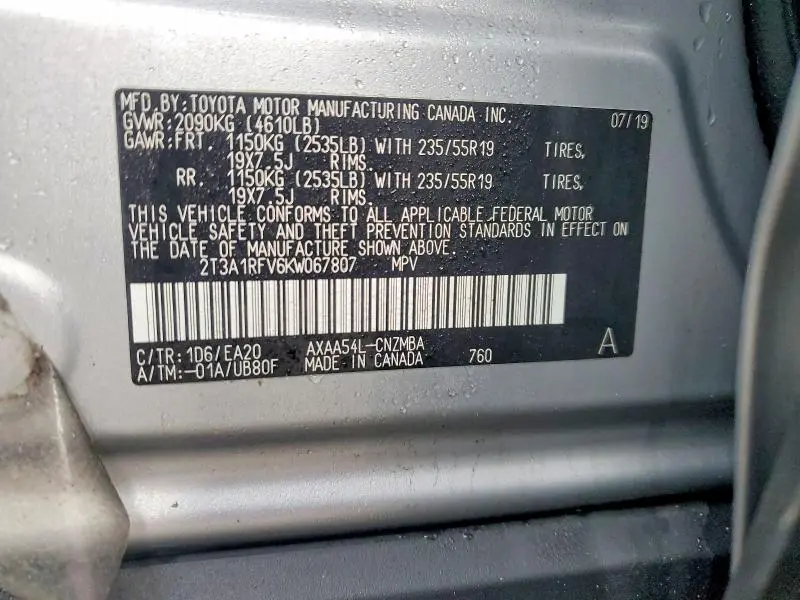 MFD.BY:TOYOTA MOTOR MANUFACTURING CANADA INC. 07/19
GVWR:2090KG (4610LB)
GAWR:FRT. 1150KG (2535LB) WITH 235/55R19 TIRES,
19X7.5J RIMS.
RR. 1150KG (2535LB) WITH 235/55R19 TIRES,
19X7.5J RIMS.
THIS VEHICLE CONFORMS TO ALL APPLICABLE FEDERAL MOTOR
VEHICLE SAFETY AND THEFT PREVENTION STANDARDS IN EFFECT ON
THE DATE OF MANUFACTURE SHOWN ABOVE.
2T3A1RFV6KW067807 MPV
C/TR:1D6/EA20 AXAA54L-CNZMBA A
A/TM:-01A/UB80F MADE IN CANADA 760